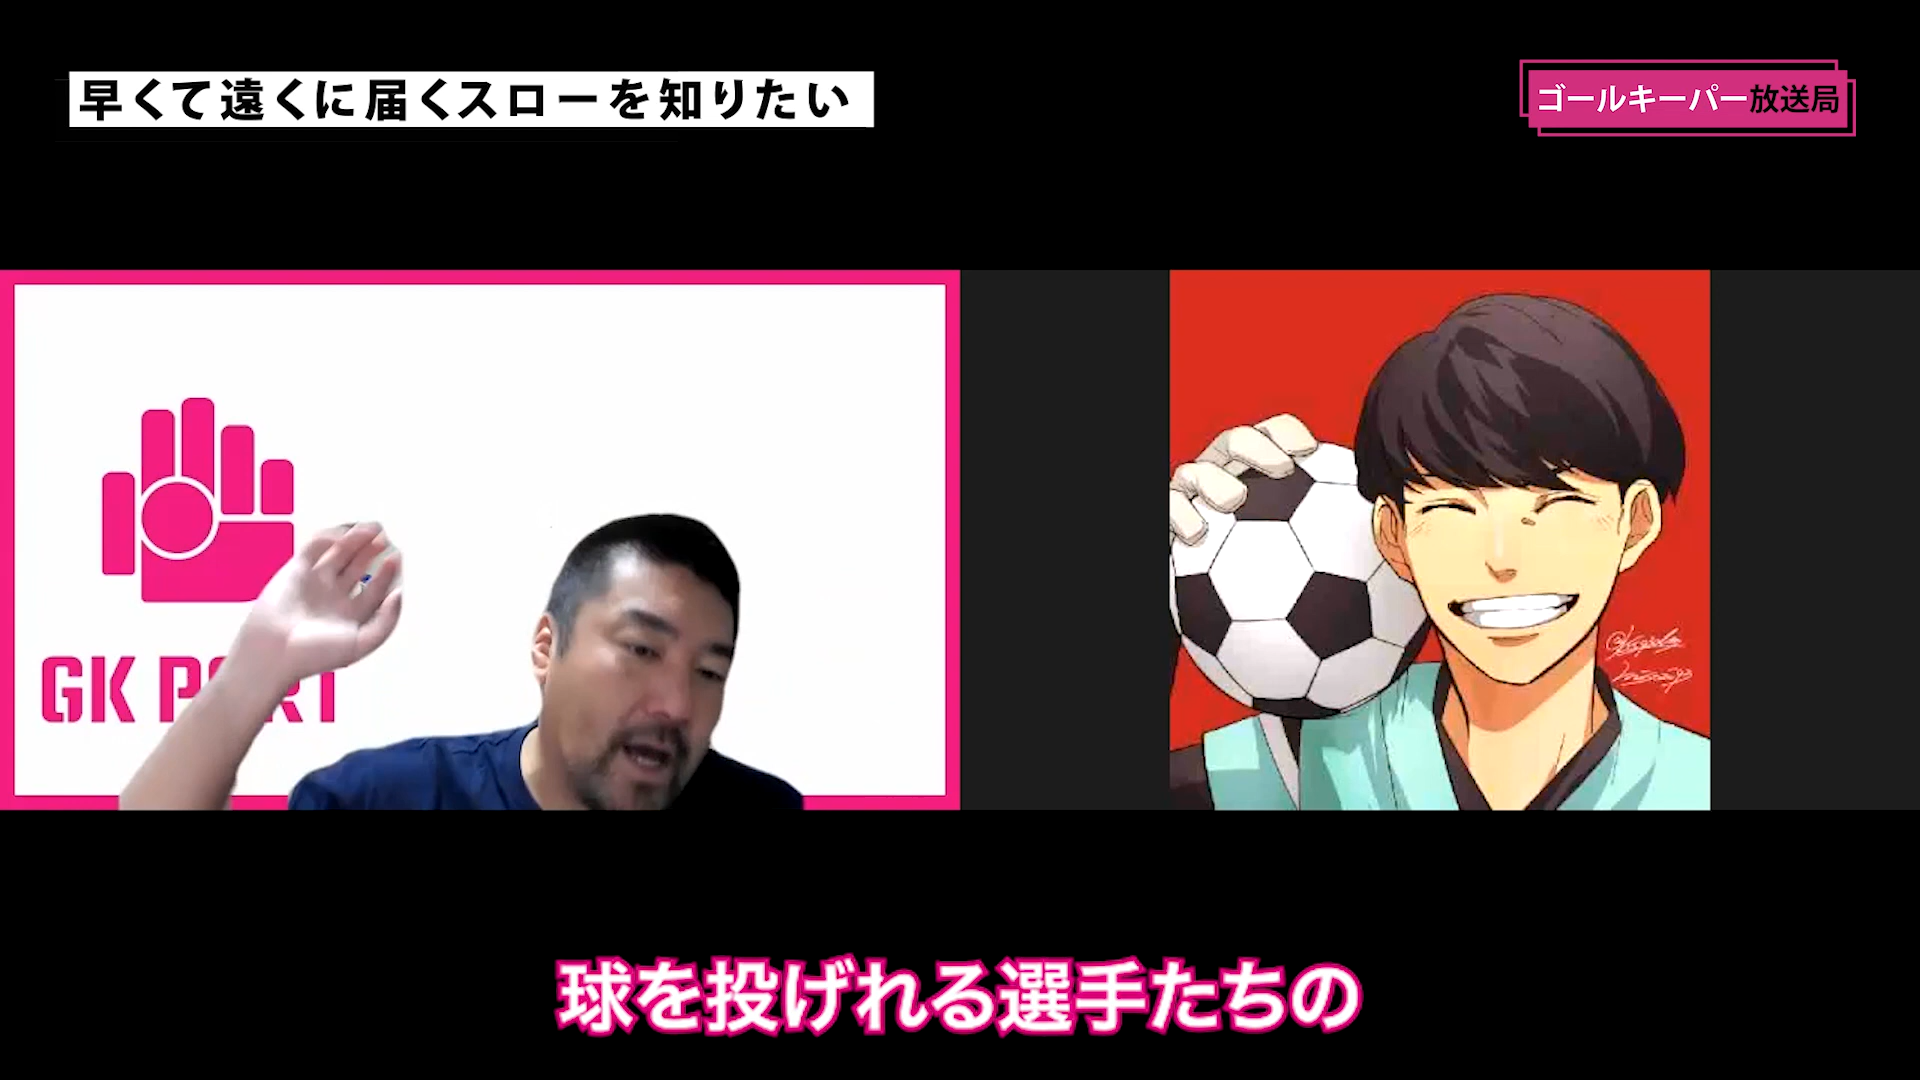 早くて遠くに届くスローを知りたい
ゴールキーパー放送局
GK PORT
球を投げれる選手たちの